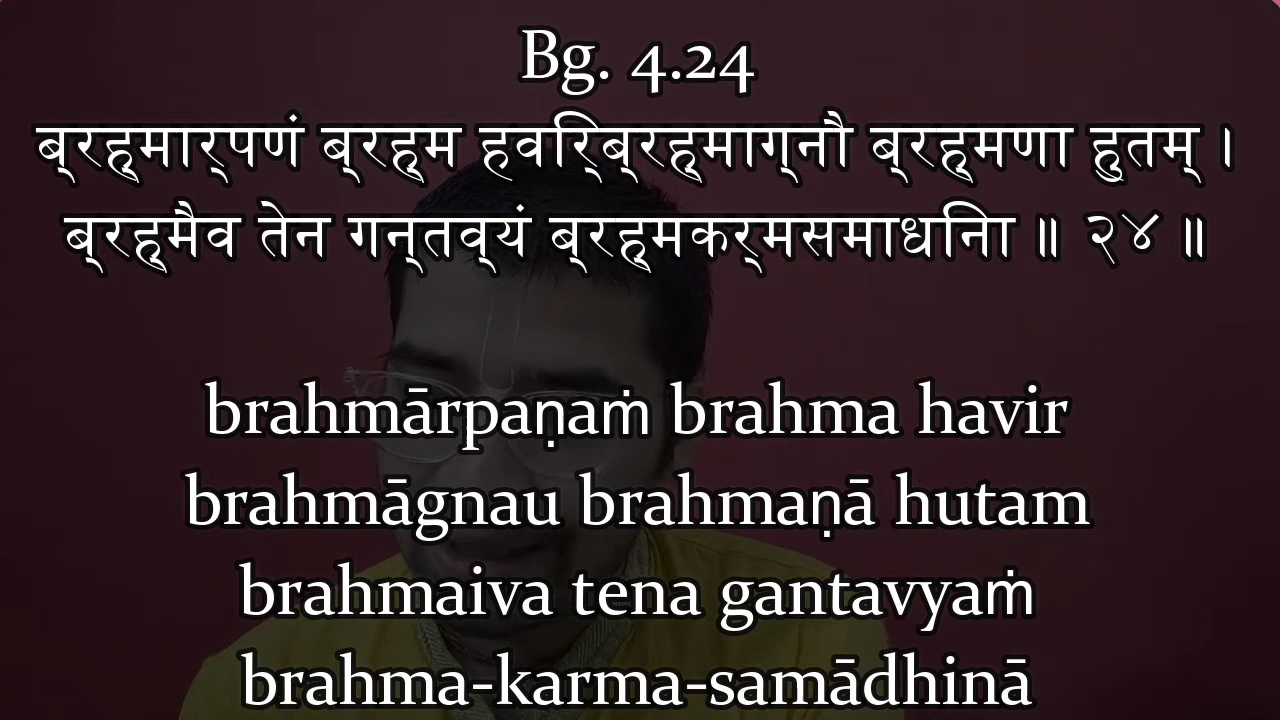 Bg. 4.24
ब्रह्मार्पणं ब्रह्म हविर्ब्रह्माग्नौ ब्रह्मणा हुतम् ।
ब्रह्मैव तेन गन्तव्यं ब्रह्मकर्मसमाधिना ॥ २४ ॥
brahmārpaṇaṁ brahma havir
brahmāgnau brahmaṇā hutam
brahmaiva tena gantavyaṁ
brahma-karma-samādhinā